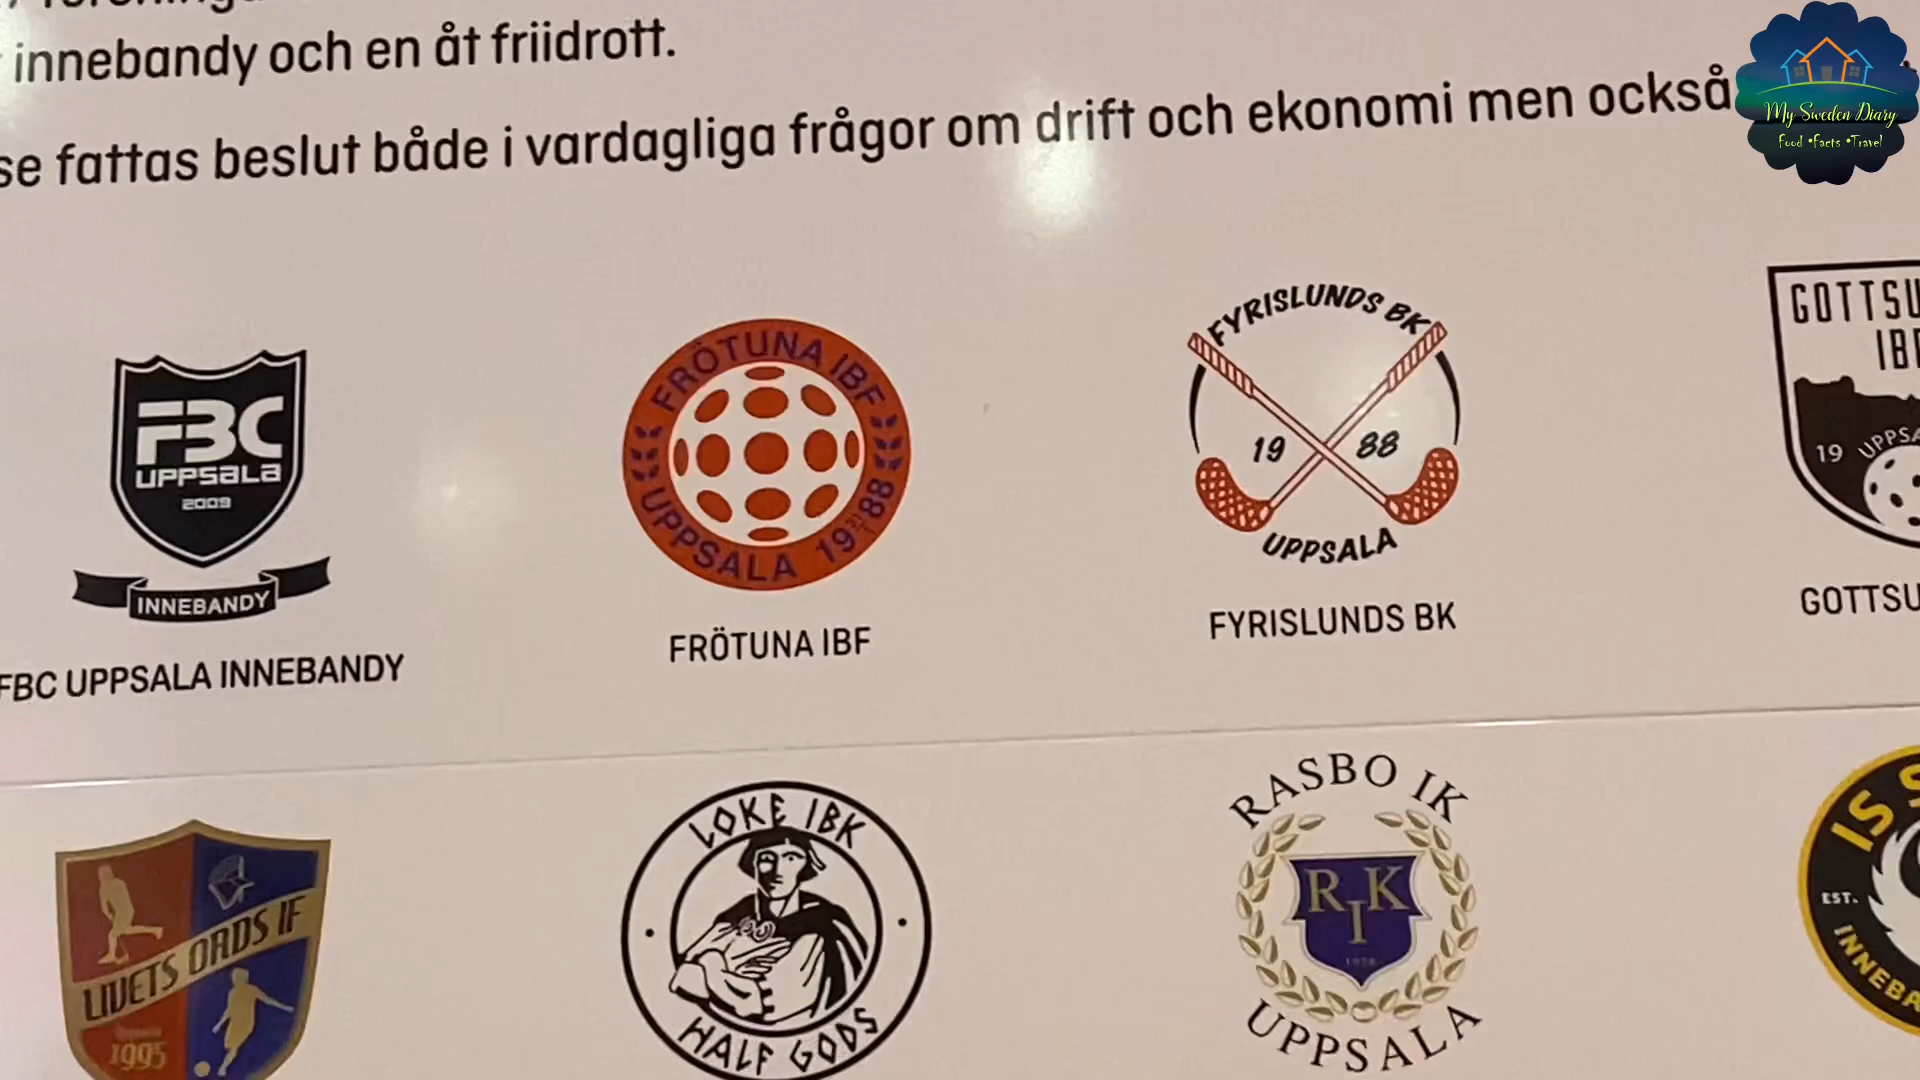 innebandy och en åt friidrott.
se fattas beslut både i vardagliga frågor om drift och ekonomi men också
My Sweden Diary
Food •Facts •Travel
FBC
UPPSALA
2009
INNEBANDY
FBC UPPSALA INNEBANDY
FRÖTUNA IBF
UPPSALA 19 88
FRÖTUNA IBF
FYRISLUNDS BK
19 88
UPPSALA
FYRISLUNDS BK
GOTTSU
IB
19 UPPSA
GOTTSU
LIVETS ORDS IF
1995
LOKE IBK
HALF GODS
RASBO IK
RIK
UPPSALA
IS S
EST.
INNEBA